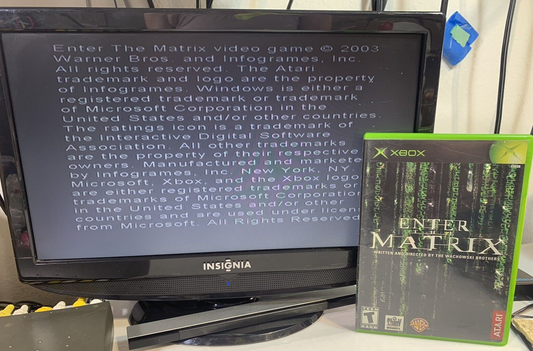 Enter The Matrix video game © 2003
Warner Bros. and Infogrames, Inc.
All rights reserved. The Atari
trademark and logo are the property
of Infogrames. Windows is either a
registered trademark or trademark
of Microsoft Corporation in the
United States and/or other countries.
The ratings icon is a trademark of
the Interactive Digital Software
Association. All other trademarks
are the property of their respective
owners. Manufactured and markete
by Infogrames, Inc., New York, NY.
Microsoft, Xbox, and the Xbox logo
are either registered trademarks or
trademarks of Microsoft Corporation
in the United States and/or other
countries and are used under licen
from Microsoft. All Rights Reserved
INSIGNIA
XBOX
ENTER
THE
MATRIX
WRITTEN AND DIRECTED BY THE WACHOWSKI BROTHERS
T
ATARI